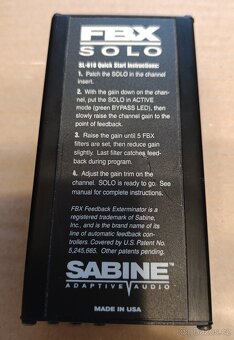 FBX
SOLO
SL-610 Quick Start Instructions:
1. Patch the SOLO in the channel
insert.
2. With the gain down on the chan-
nel, put the SOLO in ACTIVE
mode (green BYPASS LED), then
slowly raise the channel gain to the
point of feedback.
3. Raise the gain until 5 FBX
filters are set, then reduce gain
slightly. Last filter catches feed-
back during program.
4. Adjust the gain trim on the
channel. SOLO is ready to go. See
manual for complete instructions.
FBX Feedback Exterminator is a
registered trademark of Sabine,
Inc., and is the brand name of its
line of automatic feedback control-
lers. Covered by U.S. Patent No.
5,245,665. Other patents pending.
SABINE™
ADAPTIVE AUDIO
MADE IN USA